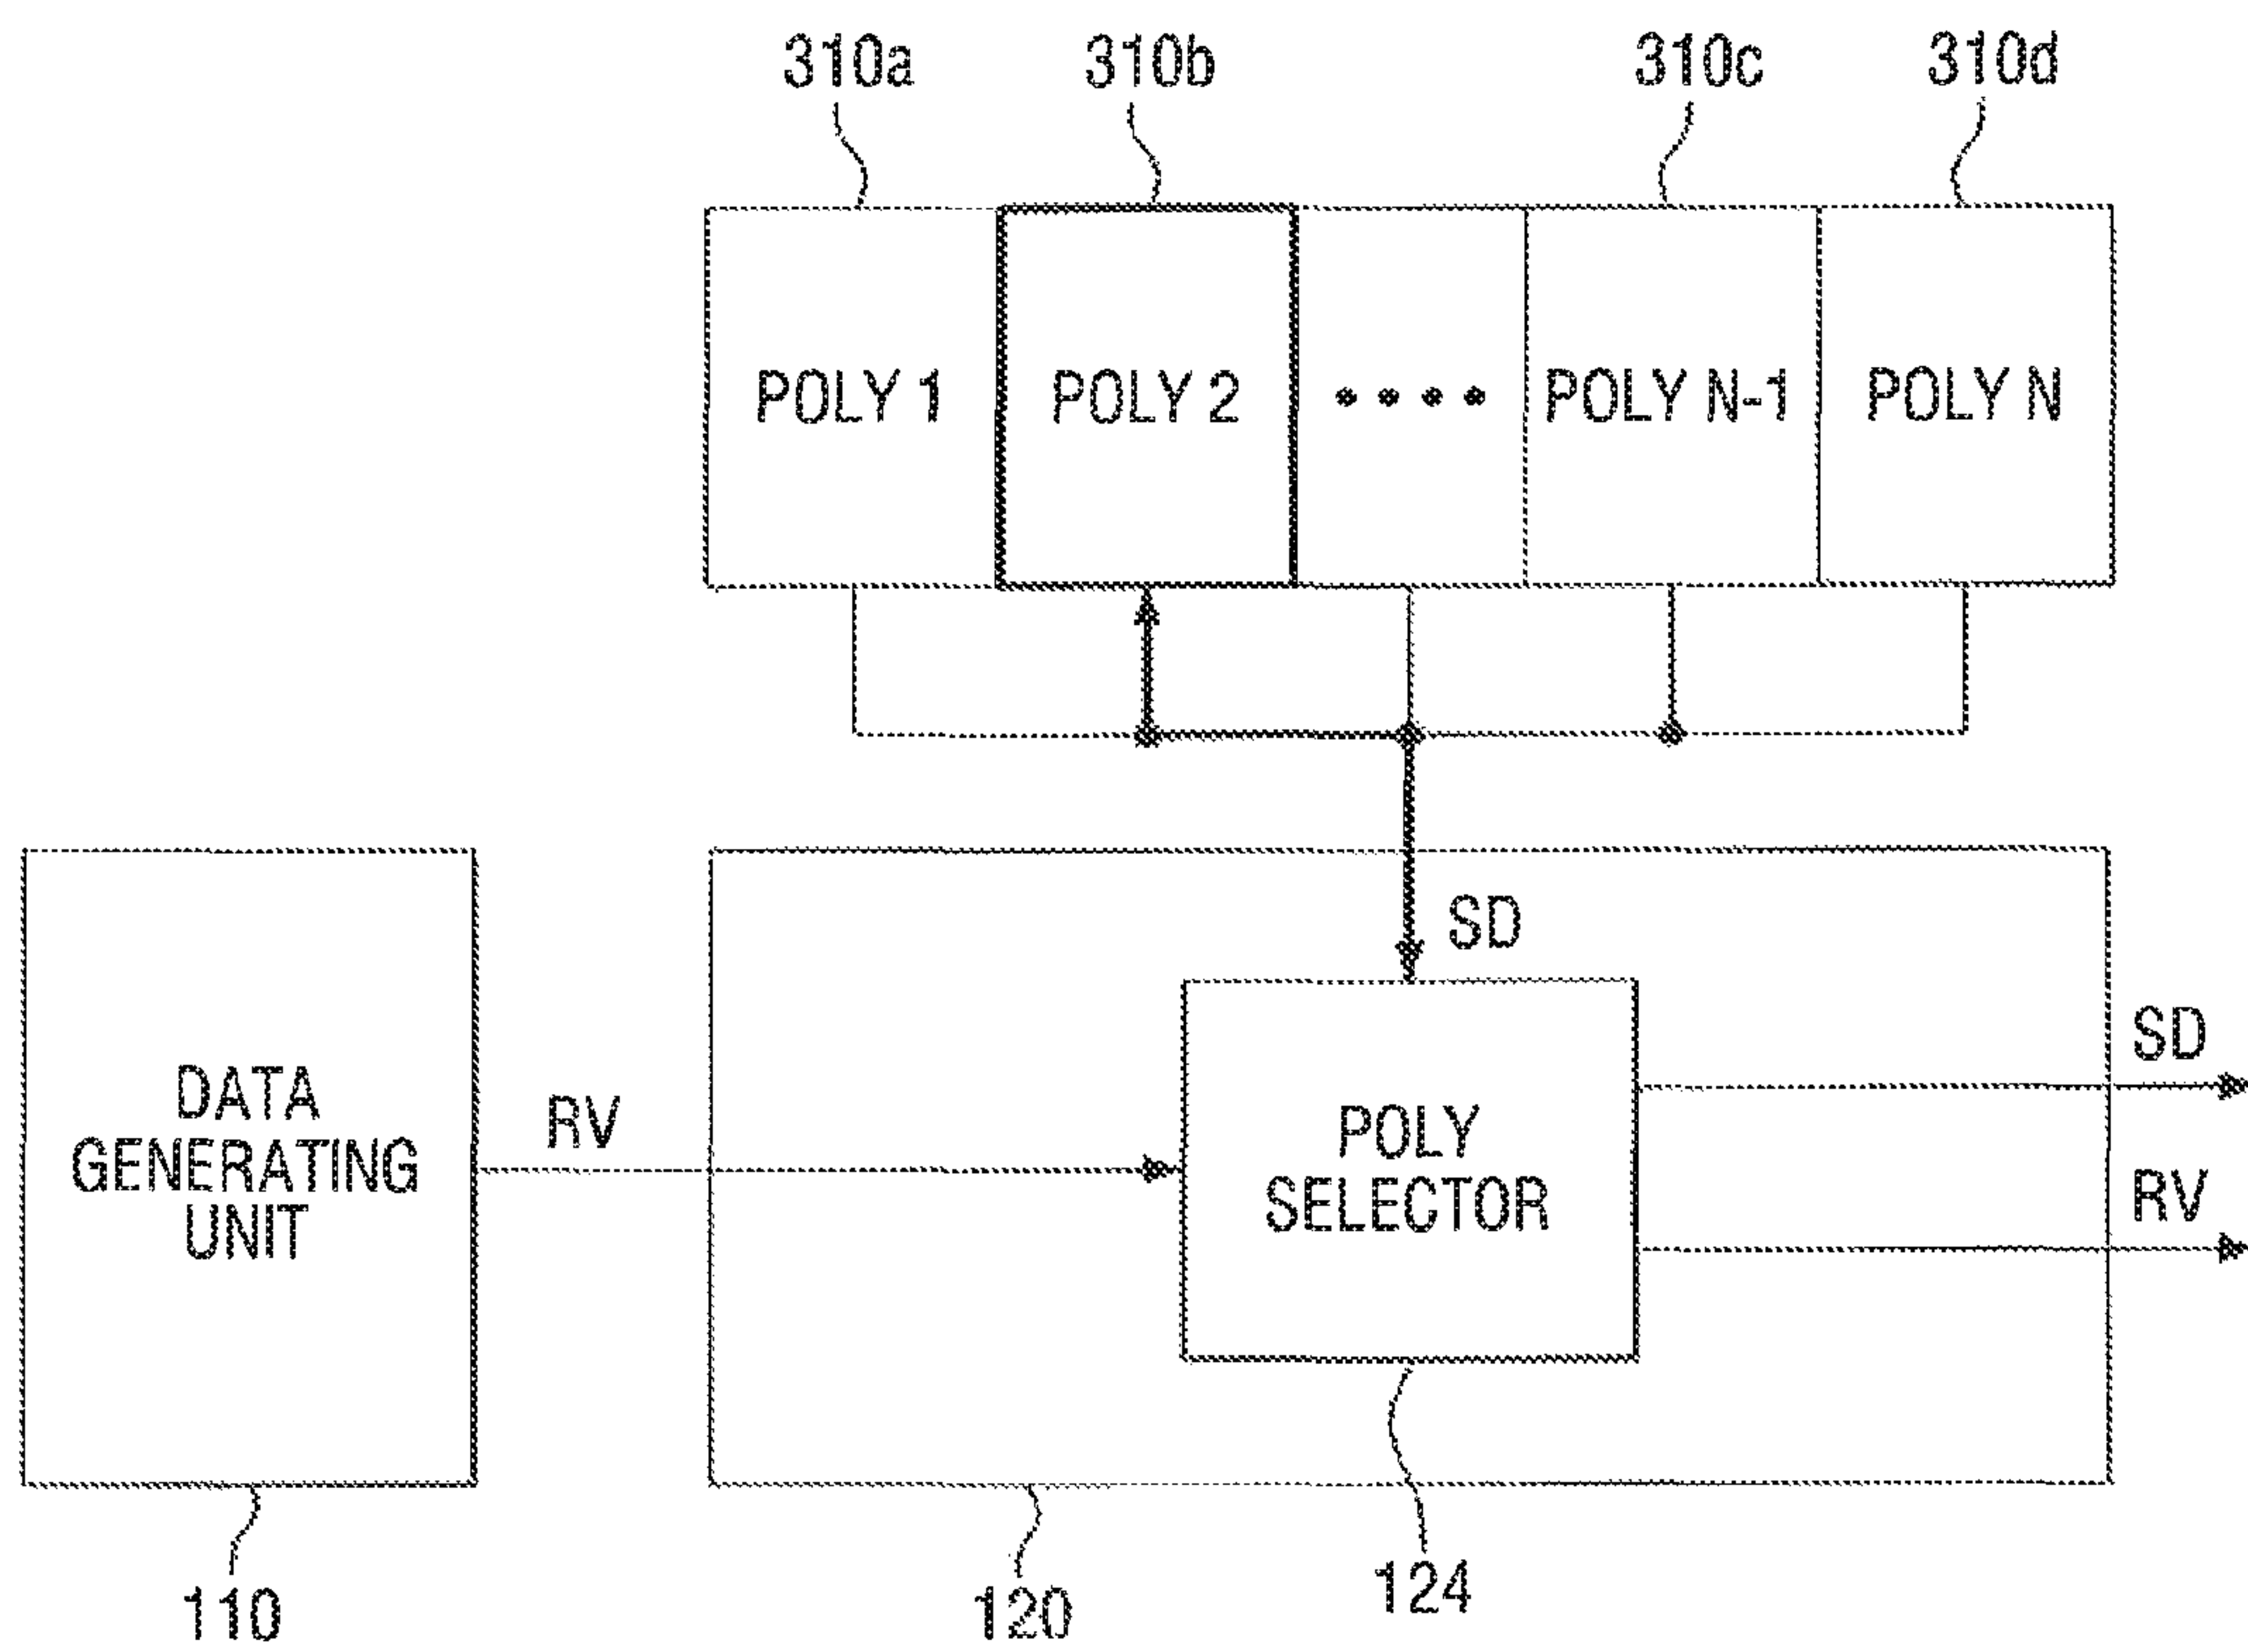 310a 310b 310c 310d
POLY 1 POLY 2 •••• POLY N-1 POLY N
SD
SD
DATA
GENERATING
UNIT
RV
POLY
SELECTOR
RV
110 120 124